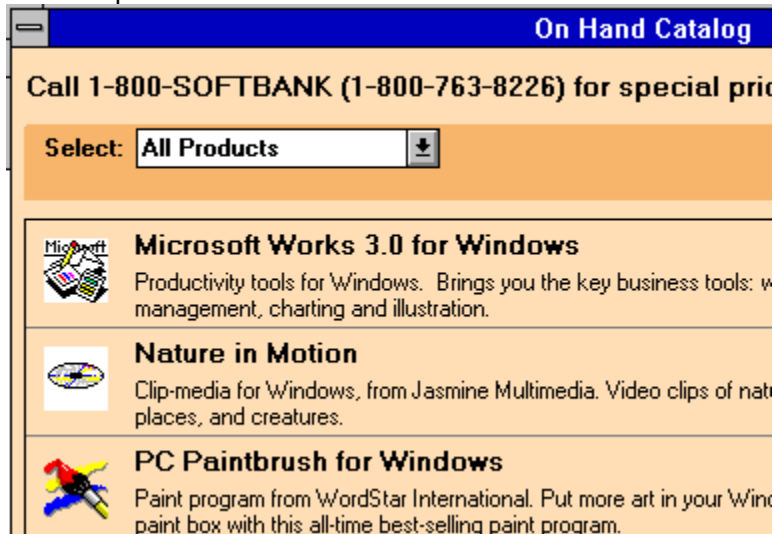 On Hand Catalog
Call 1-800-SOFTBANK (1-800-763-8226) for special
Select: All Products
Microsoft
Microsoft Works 3.0 for Windows
Productivity tools for Windows. Brings you the key business tools:
management, charting and illustration.
Nature in Motion
Clip-media for Windows, from Jasmine Multimedia. Video clips of
places, and creatures.
PC Paintbrush for Windows
Paint program from WordStar International. Put more art in your
paint box with this all-time best-selling paint program.